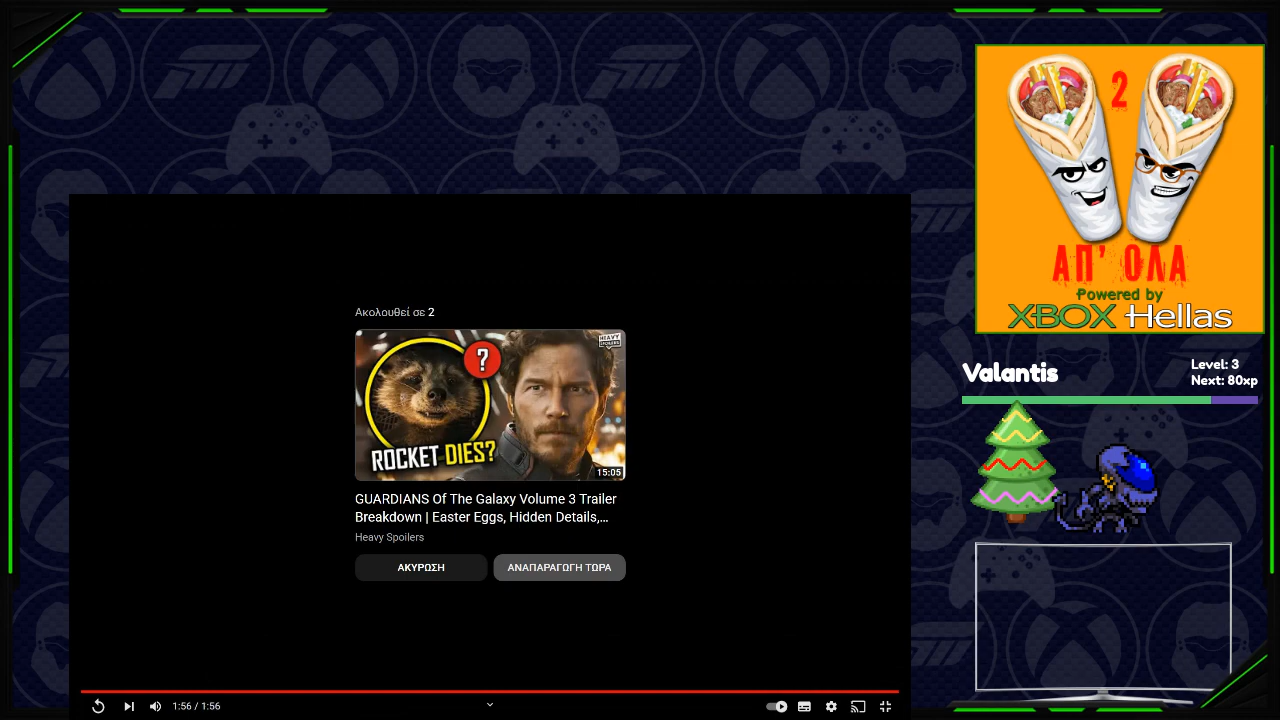 2
ΑΠ' ΟΛΑ
Powered by
XBOX Hellas
Valantis
Level: 3
Next: 80xp
Ακολουθεί σε 2
?
HEAVY
SPOILERS
ROCKET DIES?
15:05
GUARDIANS Of The Galaxy Volume 3 Trailer
Breakdown | Easter Eggs, Hidden Details,...
Heavy Spoilers
ΑΚΥΡΩΣΗ
ΑΝΑΠΑΡΑΓΩΓΗ ΤΩΡΑ
1:56 / 1:56